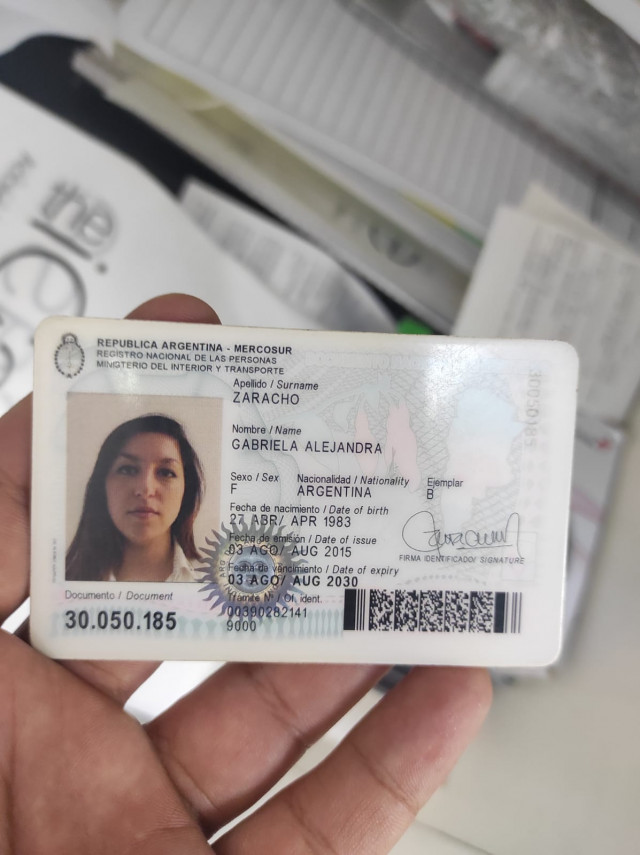 the
REPUBLICA ARGENTINA - MERCOSUR
REGISTRO NACIONAL DE LAS PERSONAS
MINISTERIO DEL INTERIOR Y TRANSPORTE
Apellido / Surname
ZARACHO
Nombre / Name
GABRIELA ALEJANDRA
Sexo / Sex Nacionalidad / Nationality Ejemplar
F ARGENTINA B
Fecha de nacimiento / Date of birth
27 ABR/ APR 1983
Fecha de emisión / Date of issue
03 AGO/ AUG 2015
Fecha de vencimiento / Date of expiry
03 AGO/ AUG 2030
FIRMA IDENTIFICADO/ SIGNATURE
Documento / Document
30.050.185
Trámite Nº / Of. ident.
00390282141
9000